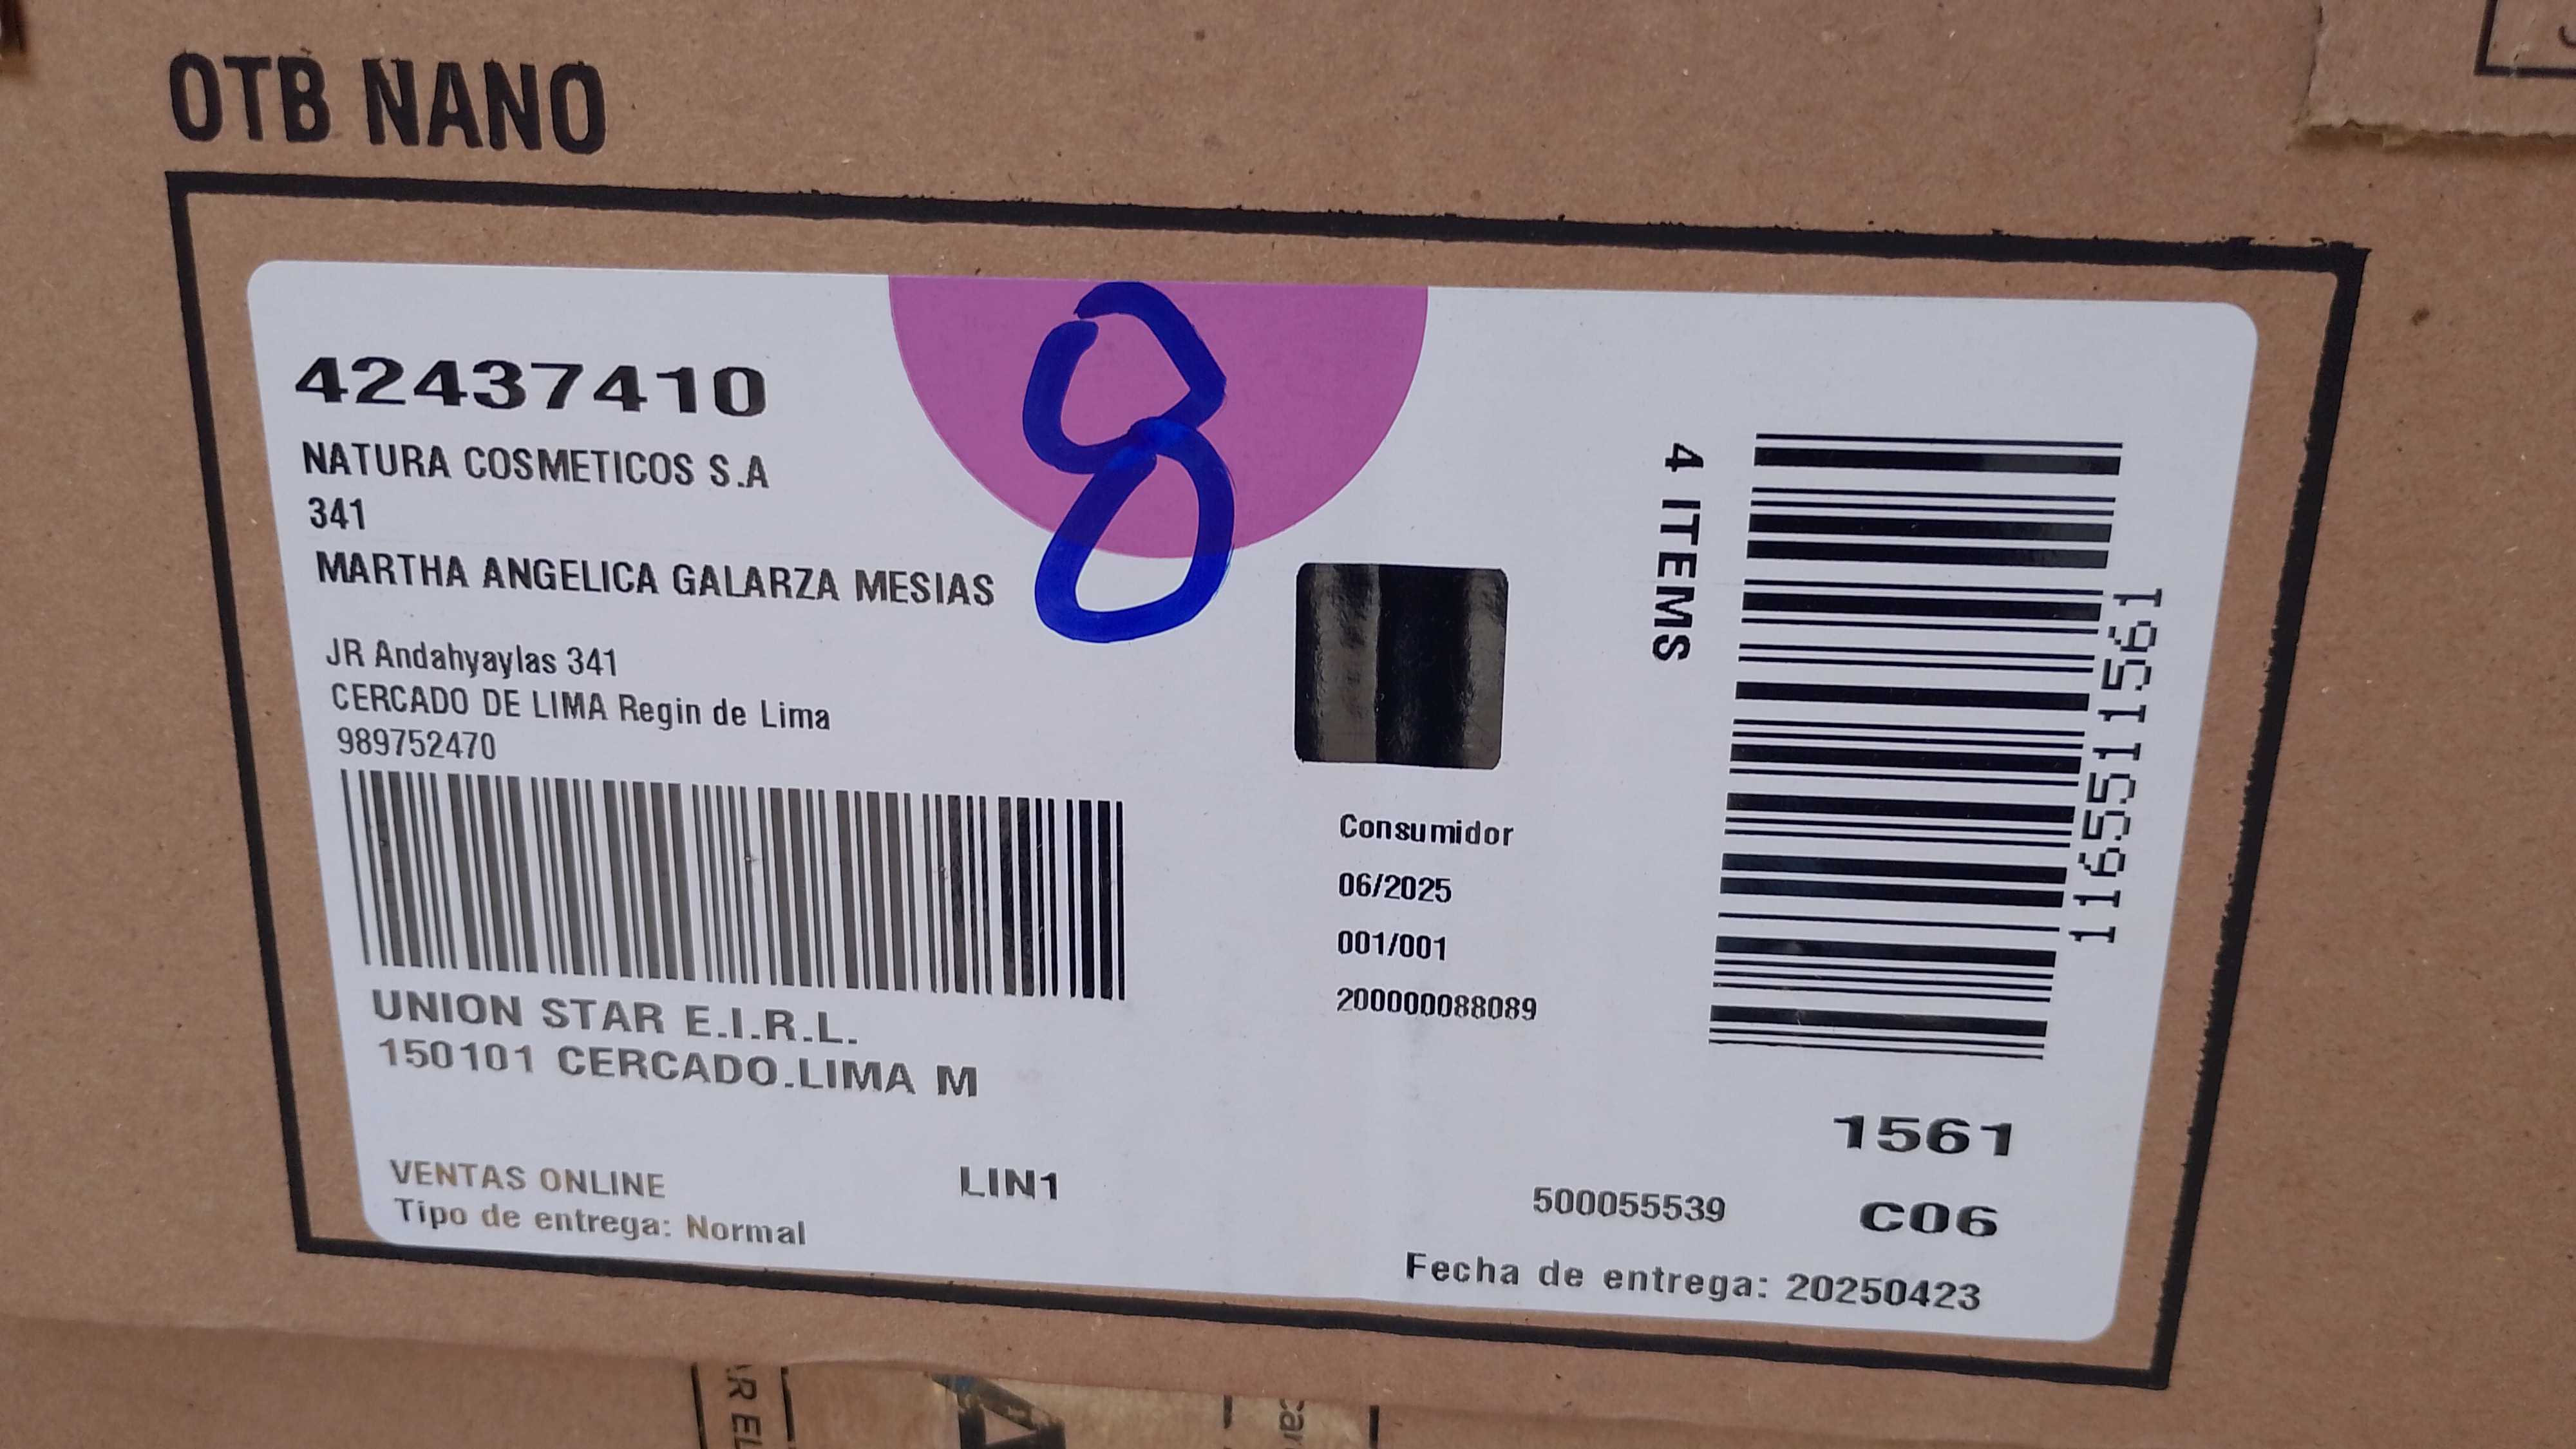 OTB NANO
8
42437410
NATURA COSMETICOS S.A
341
MARTHA ANGELICA GALARZA MESIAS
JR Andahyaylas 341
CERCADO DE LIMA Regin de Lima
989752470
UNION STAR E.I.R.L.
150101 CERCADO.LIMA M
VENTAS ONLINE
LIN1
Tipo de entrega: Normal
Consumidor
06/2025
001/001
200000088089
4 ITEMS
1165511561
1561
500055539
C06
Fecha de entrega: 20250423